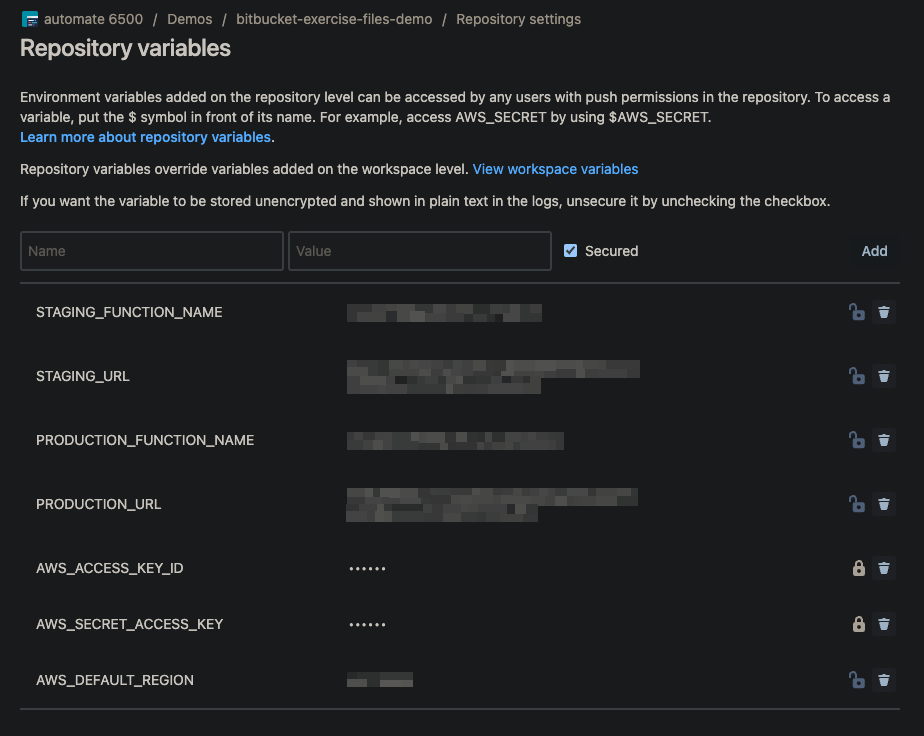 automate 6500 / Demos / bitbucket-exercise-files-demo / Repository settings
Repository variables
Environment variables added on the repository level can be accessed by any users with push permissions in the repository. To access a
variable, put the $ symbol in front of its name. For example, access AWS_SECRET by using $AWS_SECRET.
Learn more about repository variables.
Repository variables override variables added on the workspace level. View workspace variables
If you want the variable to be stored unencrypted and shown in plain text in the logs, unsecure it by unchecking the checkbox.
Name Value Secured Add
STAGING_FUNCTION_NAME
STAGING_URL
PRODUCTION_FUNCTION_NAME
PRODUCTION_URL
AWS_ACCESS_KEY_ID ••••••
AWS_SECRET_ACCESS_KEY ••••••
AWS_DEFAULT_REGION